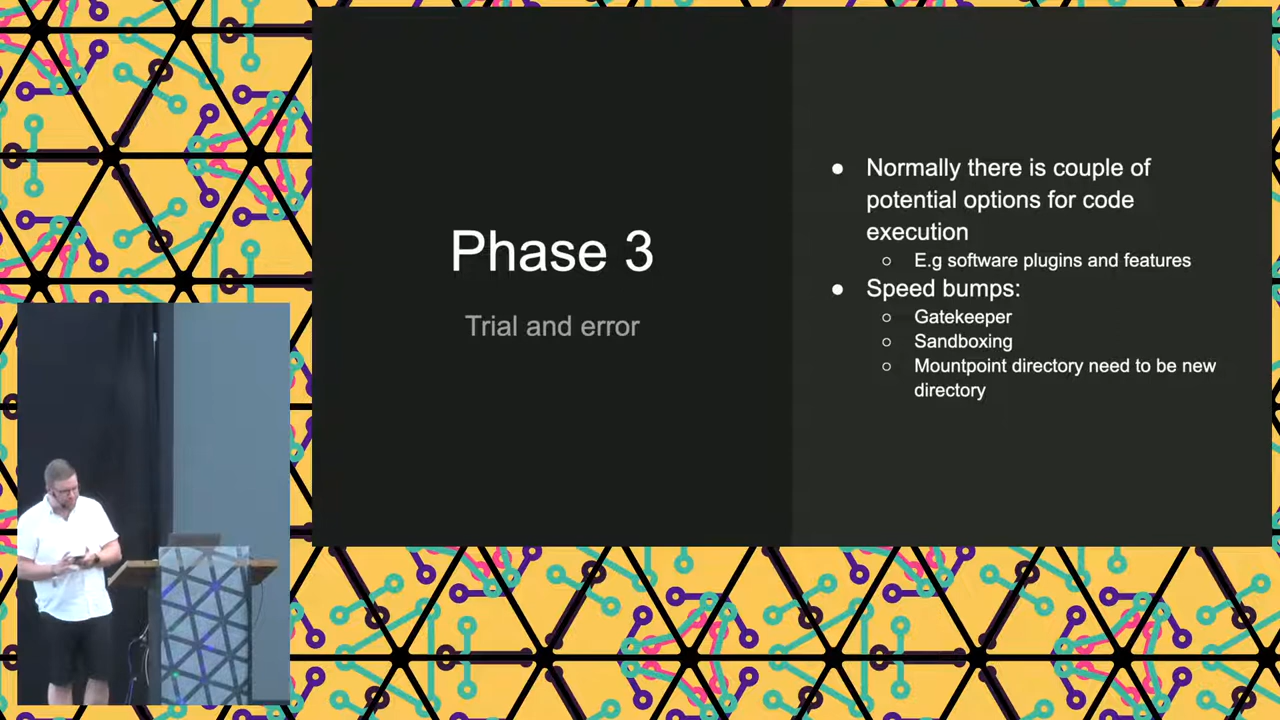 Phase 3
Trial and error
● Normally there is couple of
potential options for code
execution
○ E.g software plugins and features
● Speed bumps:
○ Gatekeeper
○ Sandboxing
○ Mountpoint directory need to be new
directory